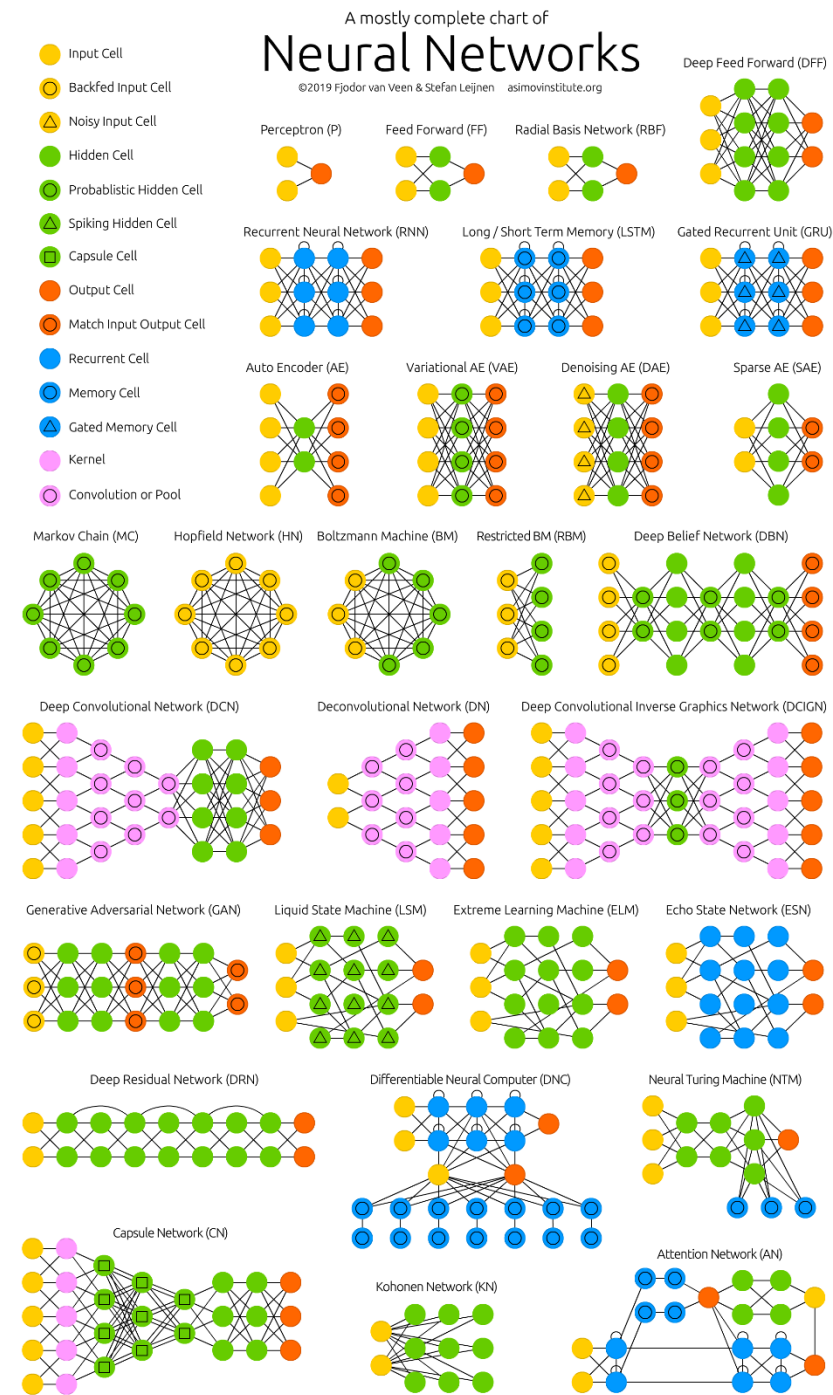 A mostly complete chart of
Neural Networks
©2019 Fjodor van Veen & Stefan Leijnen asimovinstitute.org
Input Cell
Backfed Input Cell
Noisy Input Cell
Hidden Cell
Probablistic Hidden Cell
Spiking Hidden Cell
Capsule Cell
Output Cell
Match Input Output Cell
Recurrent Cell
Memory Cell
Gated Memory Cell
Kernel
Convolution or Pool
Deep Feed Forward (DFF)
Perceptron (P)
Feed Forward (FF)
Radial Basis Network (RBF)
Recurrent Neural Network (RNN)
Long / Short Term Memory (LSTM)
Gated Recurrent Unit (GRU)
Auto Encoder (AE)
Variational AE (VAE)
Denoising AE (DAE)
Sparse AE (SAE)
Markov Chain (MC)
Hopfield Network (HN)
Boltzmann Machine (BM)
Restricted BM (RBM)
Deep Belief Network (DBN)
Deep Convolutional Network (DCN)
Deconvolutional Network (DN)
Deep Convolutional Inverse Graphics Network (DCIGN)
Generative Adversarial Network (GAN)
Liquid State Machine (LSM)
Extreme Learning Machine (ELM)
Echo State Network (ESN)
Deep Residual Network (DRN)
Differentiable Neural Computer (DNC)
Neural Turing Machine (NTM)
Capsule Network (CN)
Kohonen Network (KN)
Attention Network (AN)